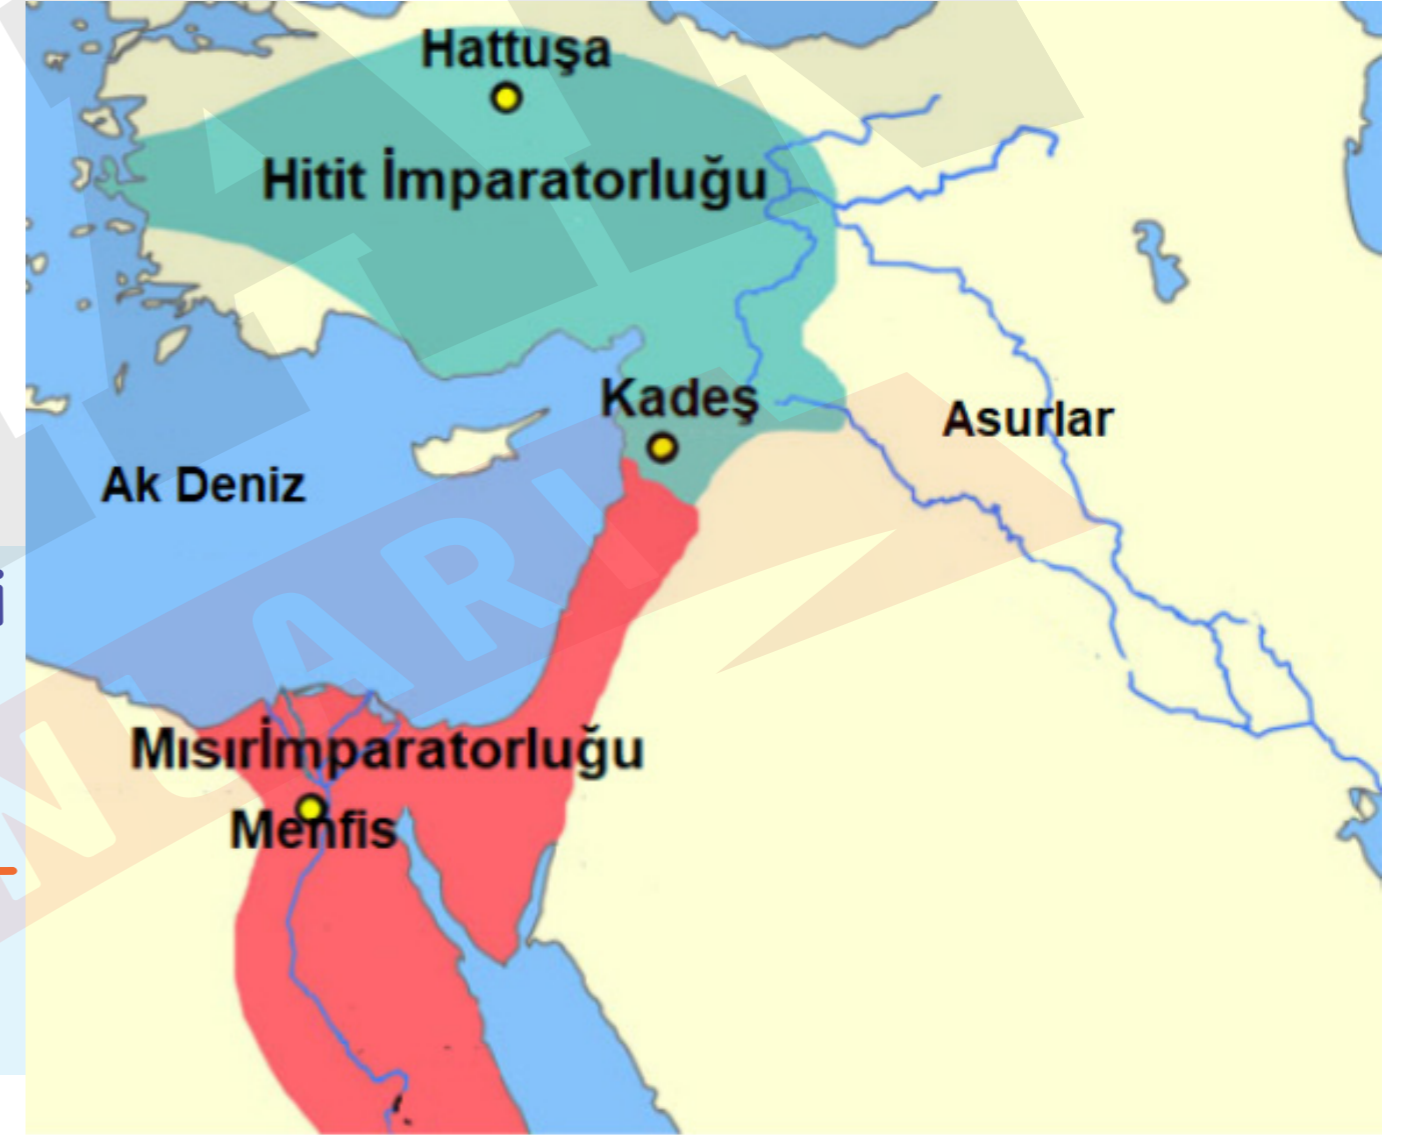 Hattuşa
Hitit İmparatorluğu
Kadeş
Asurlar
Ak Deniz
Mısırİmparatorluğu
Menfis